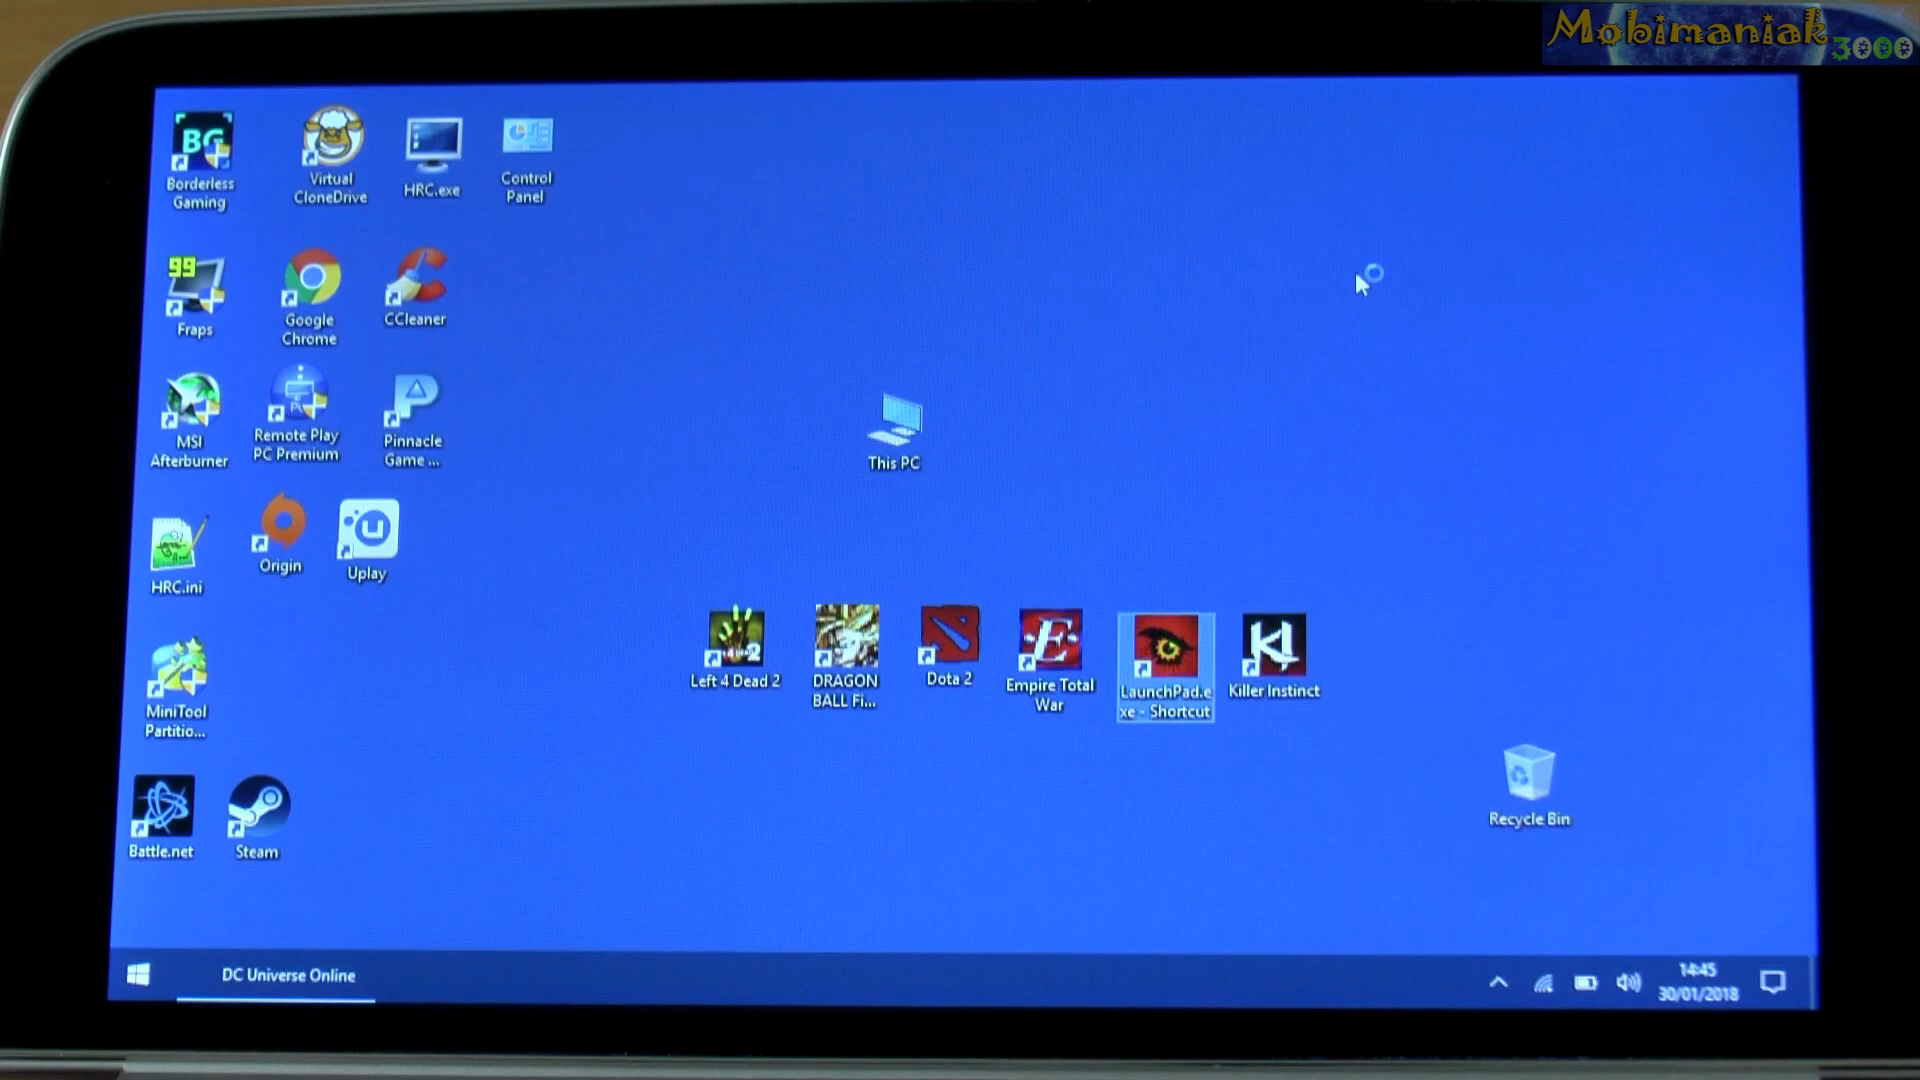 Mobimaniak
3000
BG
Borderless
Gaming
Virtual
CloneDrive
HRC.exe
Control
Panel
99
Fraps
Google
Chrome
CCleaner
MSI
Afterburner
Remote Play
PC Premium
Pinnacle
Game ...
HRC.ini
Origin
Uplay
This PC
Left 4 Dead 2
DRAGON
BALL Fi...
Dota 2
E
Empire Total
War
LaunchPad.e
xe - Shortcut
KI
Killer Instinct
MiniTool
Partitio...
Battle.net
Steam
Recycle Bin
DC Universe Online
14:45
30/01/2018